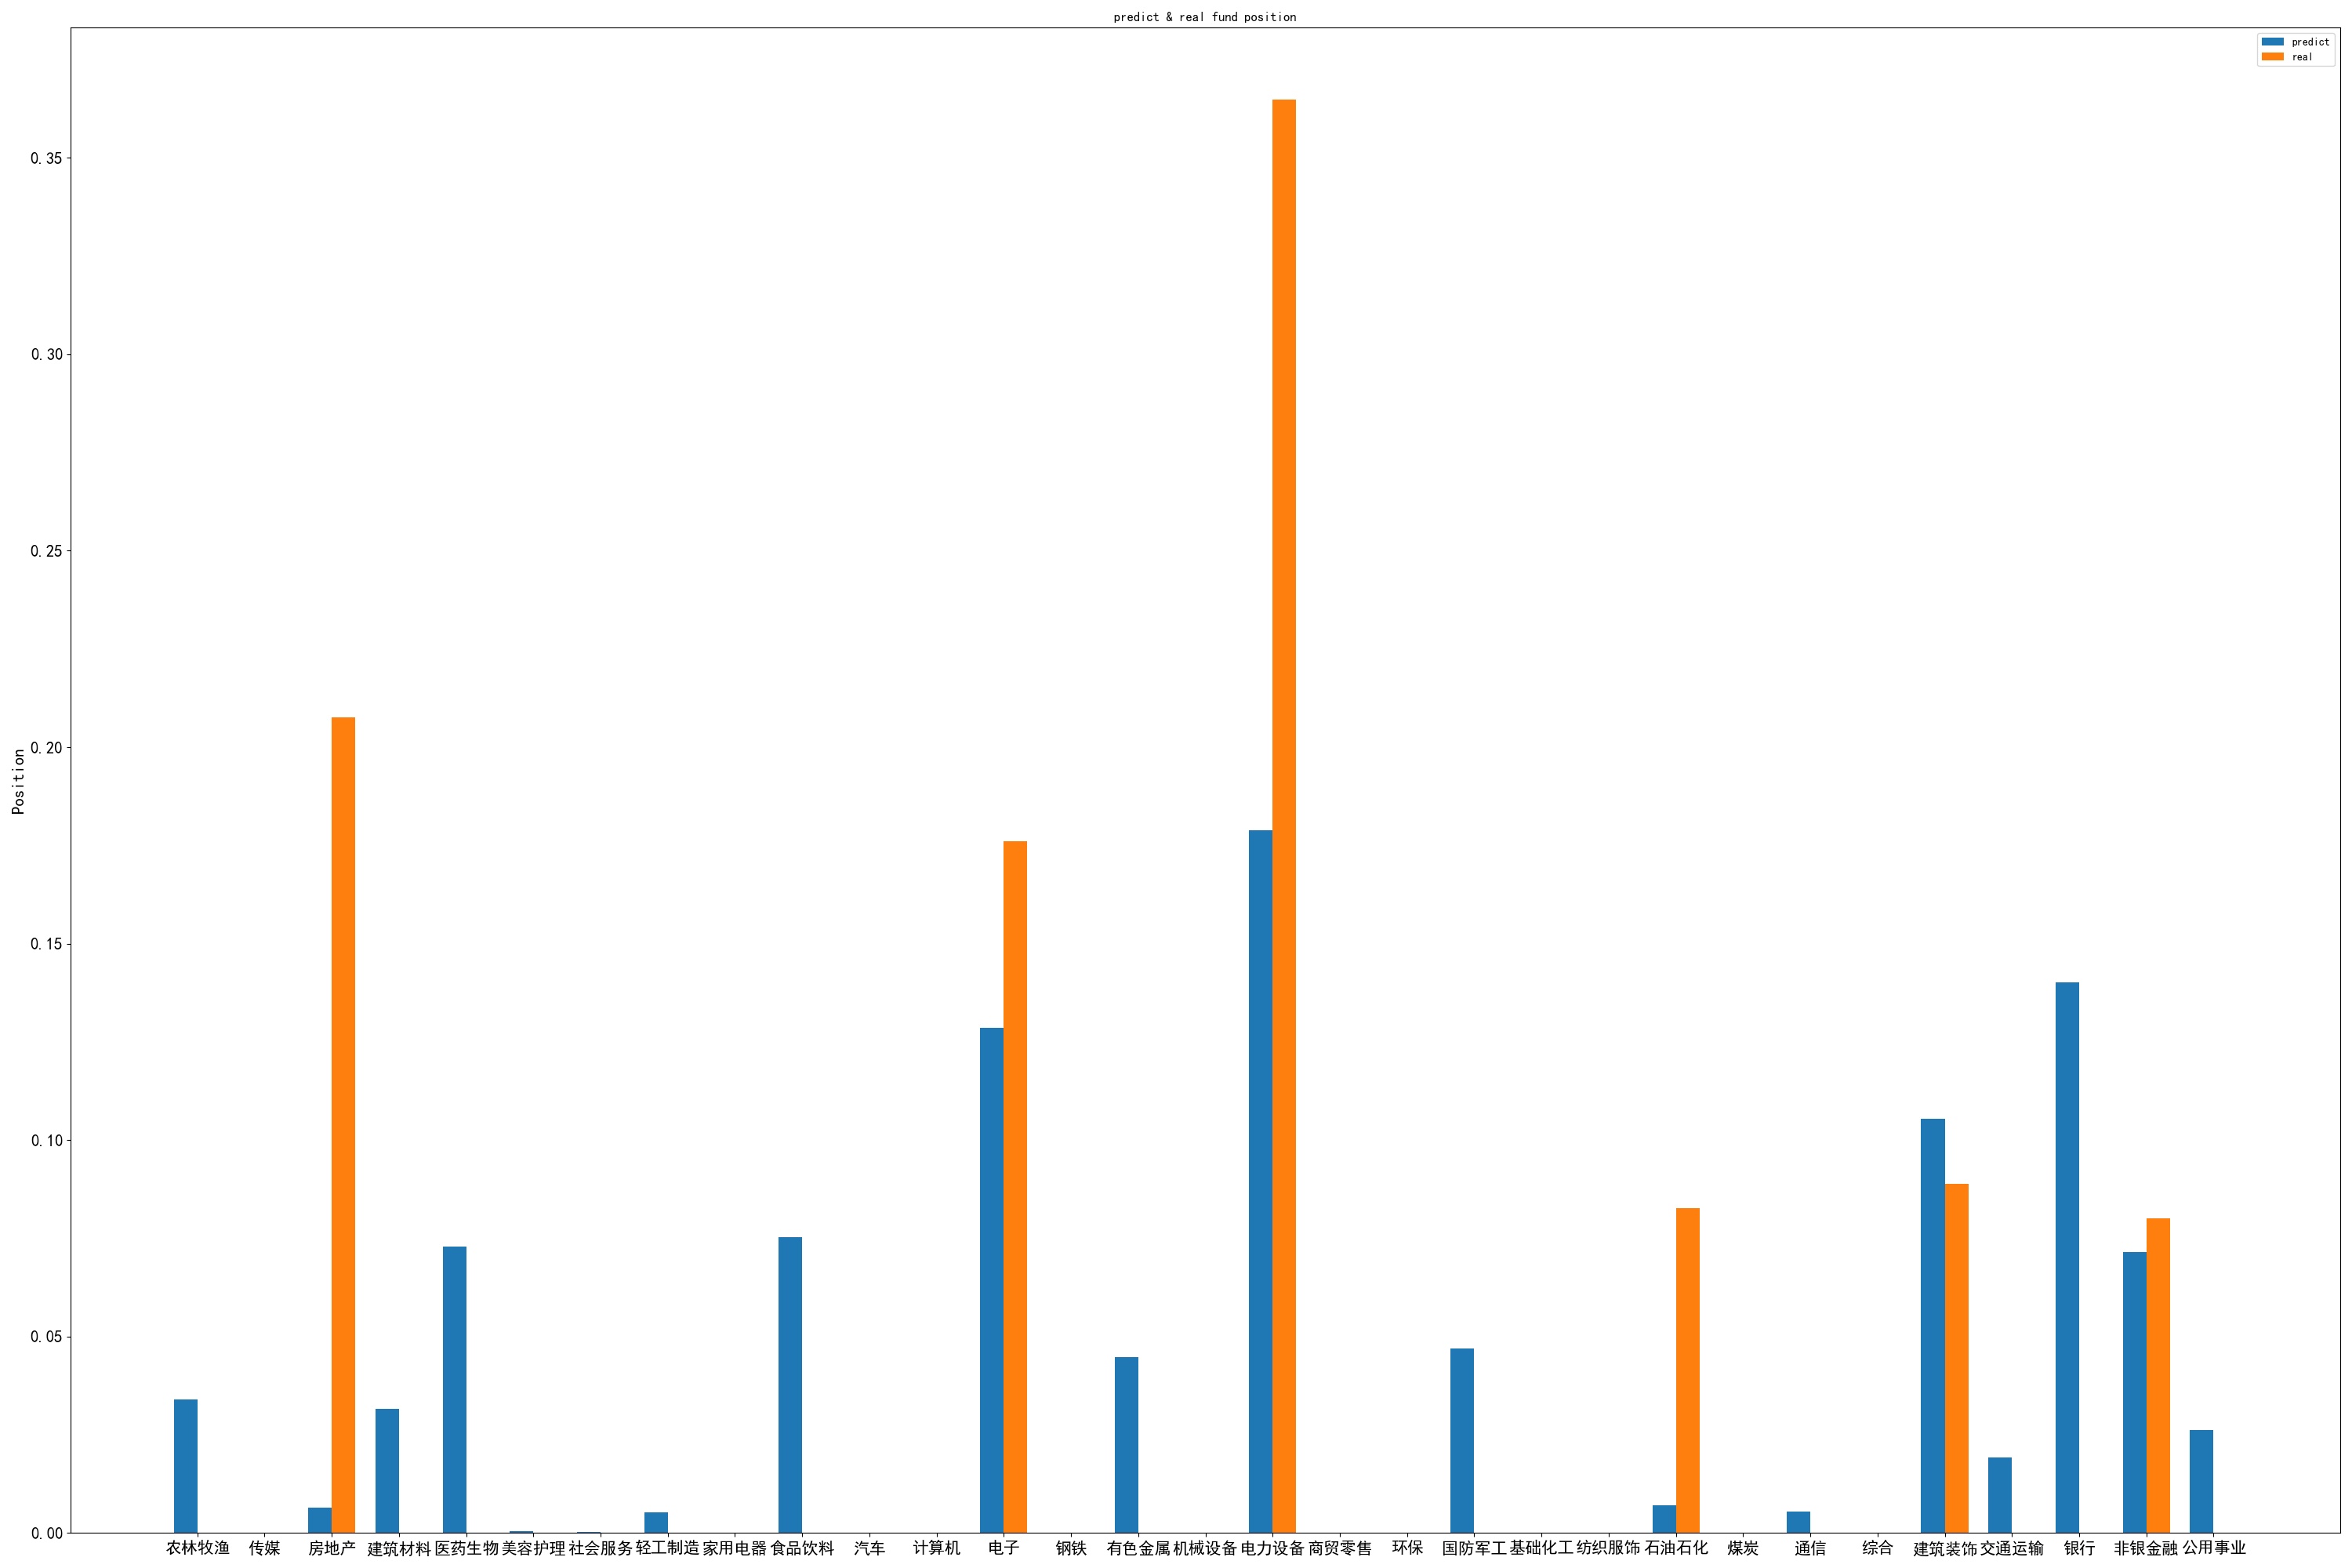 predict & real fund position
predict
real
Position
0.35
0.30
0.25
0.20
0.15
0.10
0.05
0.00
农林牧渔 传媒 房地产 建筑材料 医药生物 美容护理 社会服务 轻工制造 家用电器 食品饮料 汽车 计算机 电子 钢铁 有色金属 机械设备 电力设备 商贸零售 环保 国防军工 基础化工 纺织服饰 石油石化 煤炭 通信 综合 建筑装饰 交通运输 银行 非银金融 公用事业